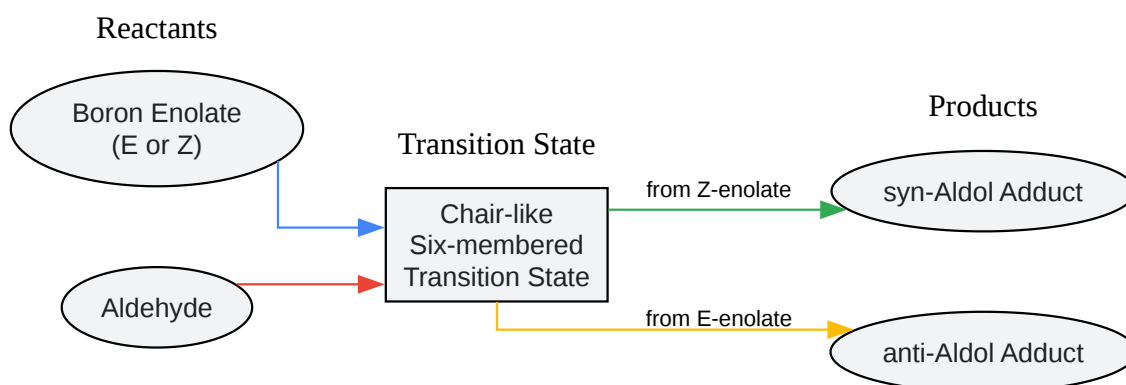 Reactants
Boron Enolate
(E or Z)
Aldehyde
Transition State
Chair-like
Six-membered
Transition State
from Z-enolate
from E-enolate
Products
syn-Aldol Adduct
anti-Aldol Adduct